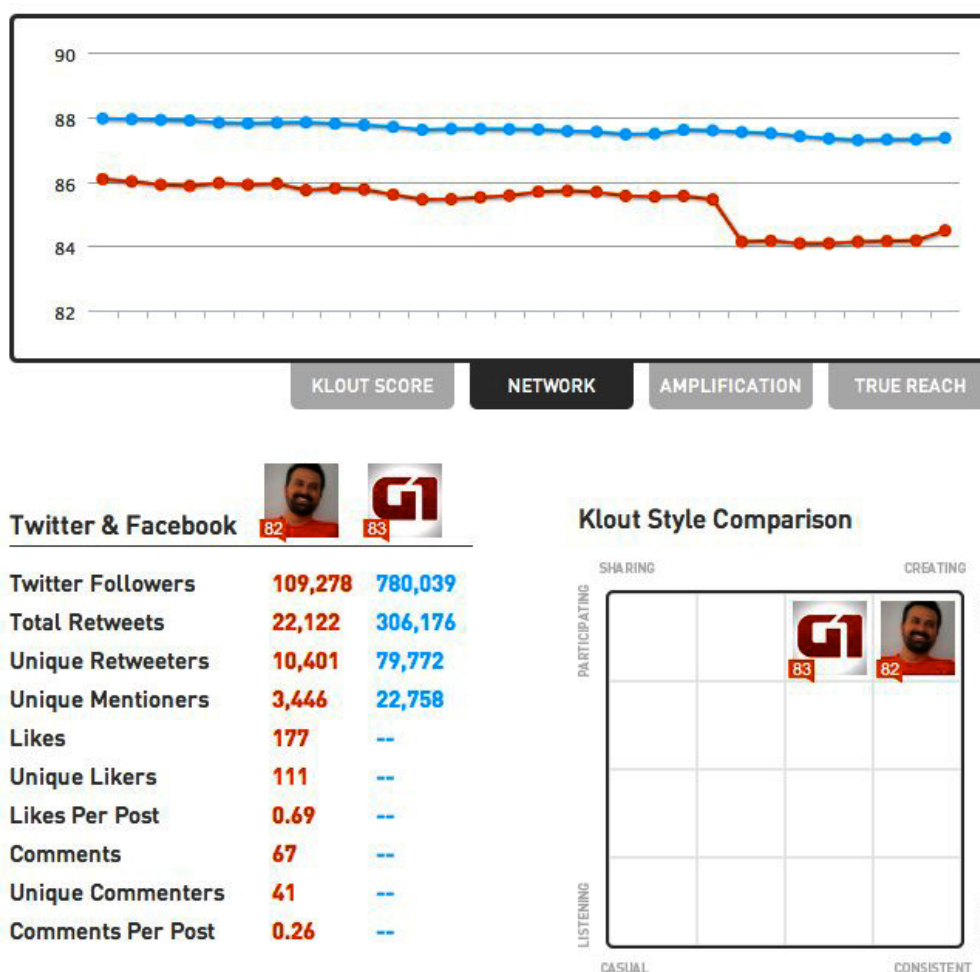 90
88
86
84
82
KLOUT SCORE NETWORK AMPLIFICATION TRUE REACH
82 83
Twitter & Facebook
Twitter Followers 109,278 780,039
Total Retweets 22,122 306,176
Unique Retweeters 10,401 79,772
Unique Mentioners 3,446 22,758
Likes 177 --
Unique Likers 111 --
Likes Per Post 0.69 --
Comments 67 --
Unique Commenters 41 --
Comments Per Post 0.26 --
Klout Style Comparison
SHARING CREATING
PARTICIPATING
G1
83 82
LISTENING
CASUAL CONSISTENT